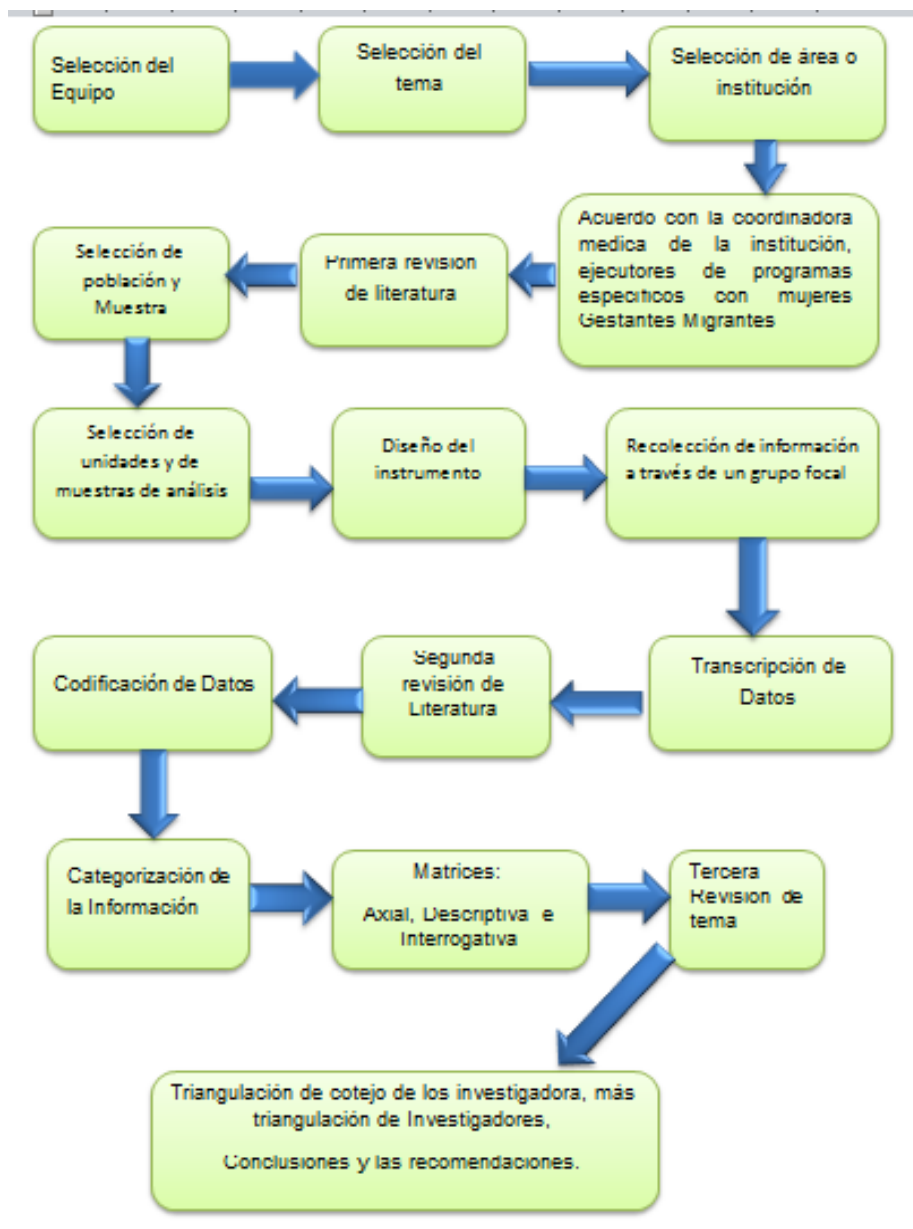 Selección del
Equipo
Selección del
tema
Selección de área o
institución
Acuerdo con la coordinadora
medica de la institución,
ejecutores de programas
especificos con mujeres
Gestantes Migrantes
Primera revisión
de literatura
Selección de
población y
Muestra
Selección de
unidades y de
muestras de análisis
Diseño del
instrumento
Recolección de información
a través de un grupo focal
Transcripción de
Datos
Segunda
revisión de
Literatura
Codificación de Datos
Categorización de
la Información
Matrices:
Axial, Descriptiva e
Interrogativa
Tercera
Revisión de
tema
Triangulación de cotejo de los investigadora, más
triangulación de Investigadores,
Conclusiones y las recomendaciones.